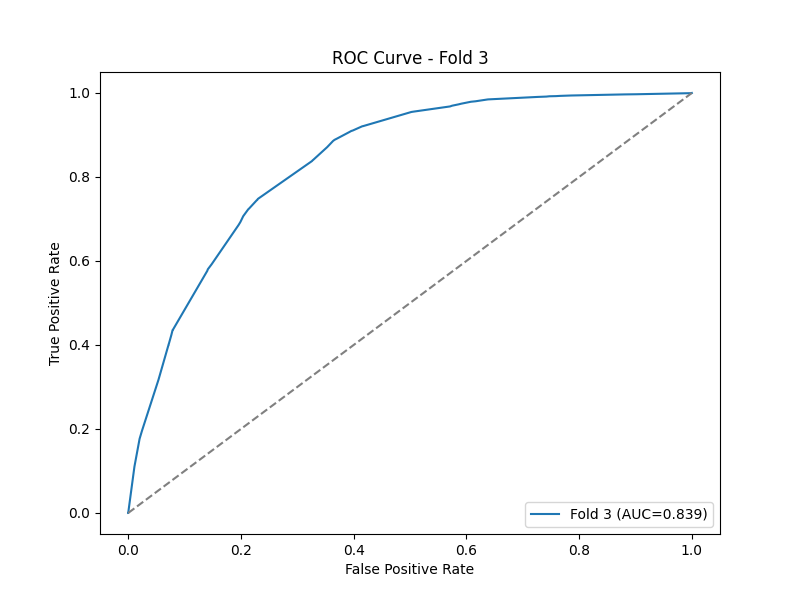 ROC Curve - Fold 3
True Positive Rate
1.0
0.8
0.6
0.4
0.2
0.0
0.0 0.2 0.4 0.6 0.8 1.0
False Positive Rate
Fold 3 (AUC=0.839)